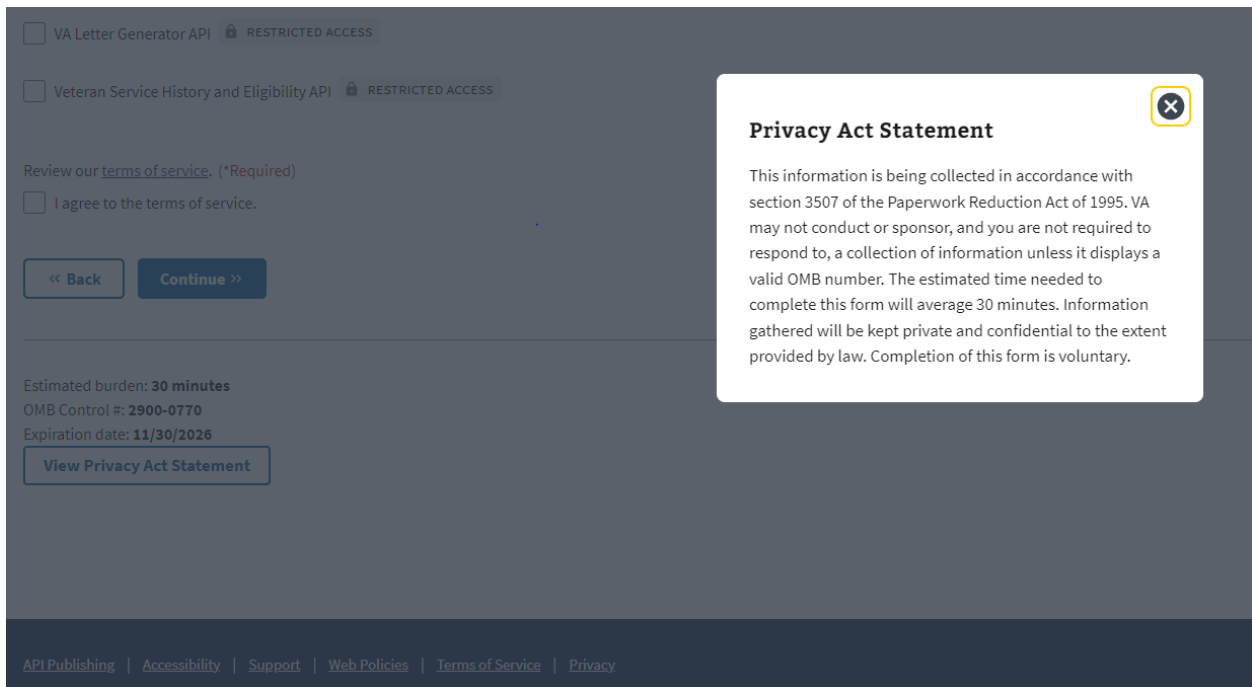 VA Letter Generator API RESTRICTED ACCESS
Veteran Service History and Eligibility API RESTRICTED ACCESS
Review our terms of service. (*Required)
I agree to the terms of service.
Back Continue
Estimated burden: 30 minutes
OMB Control #: 2900-0770
Expiration date: 11/30/2026
View Privacy Act Statement
Privacy Act Statement
This information is being collected in accordance with
section 3507 of the Paperwork Reduction Act of 1995. VA
may not conduct or sponsor, and you are not required to
respond to, a collection of information unless it displays a
valid OMB number. The estimated time needed to
complete this form will average 30 minutes. Information
gathered will be kept private and confidential to the extent
provided by law. Completion of this form is voluntary.
API Publishing | Accessibility | Support | Web Policies | Terms of Service | Privacy